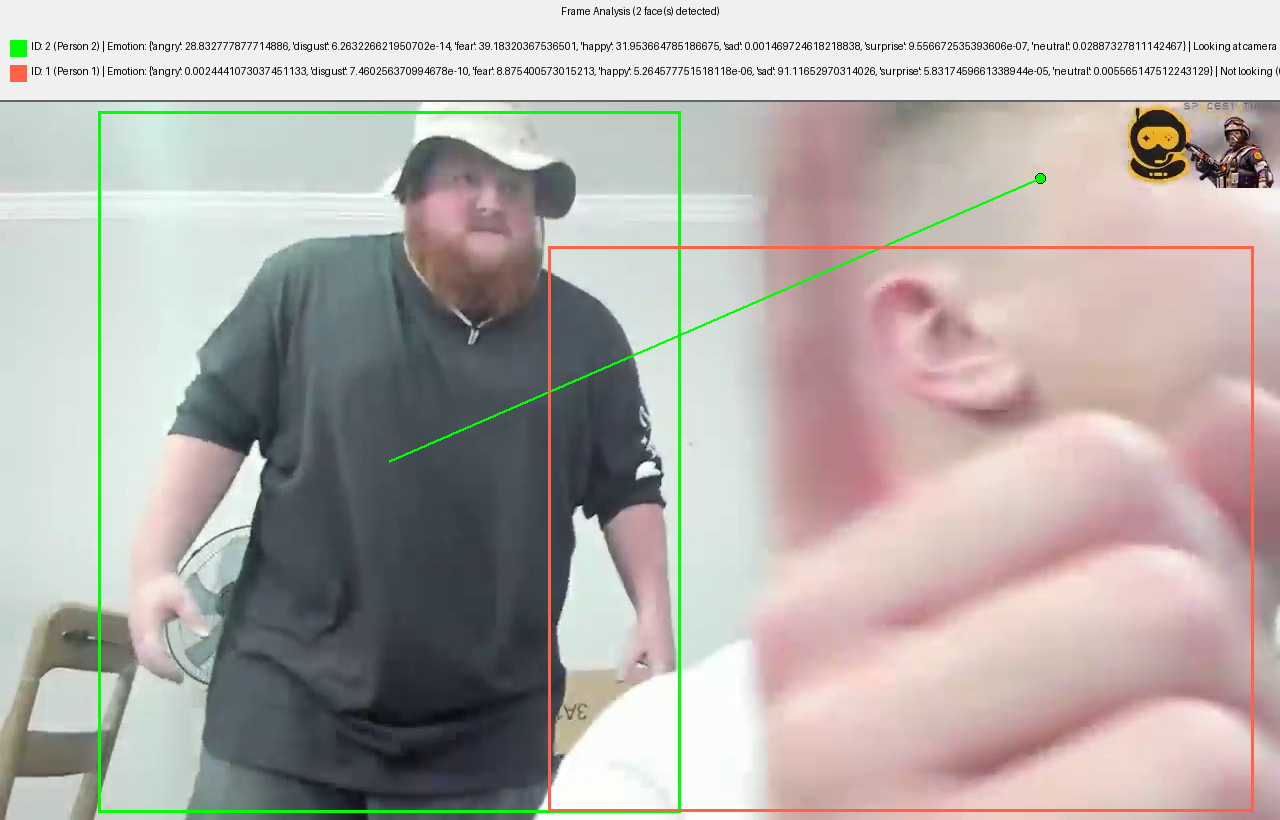 Frame Analysis (2 face(s) detected)
ID: 2 (Person 2) | Emotion: {'angry': 28.832777877714886, 'disgust': 6.263226621950702e-14, 'fear': 39.18320367536501, 'happy': 31.953664785186675, 'sad': 0.001469724618218838, 'surprise': 9.556672535393606e-07, 'neutral': 0.02887327811142467} | Looking at camera
ID: 1 (Person 1) | Emotion: {'angry': 0.0024441073037451133, 'disgust': 7.460256370994678e-10, 'fear': 8.875400573015213, 'happy': 5.264577751518118e-06, 'sad': 91.11652970314026, 'surprise': 5.8317459661338944e-05, 'neutral': 0.005565147512243129} | Not looking (
3A1